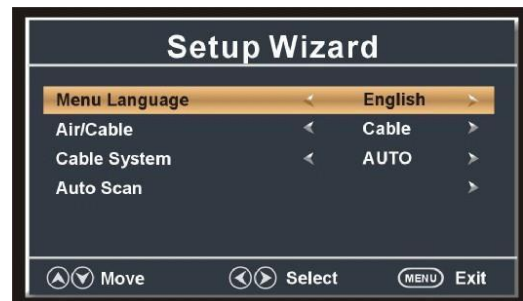 Setup Wizard
Menu Language < English >
Air/Cable < Cable >
Cable System < AUTO >
Auto Scan >
Move Select MENU Exit